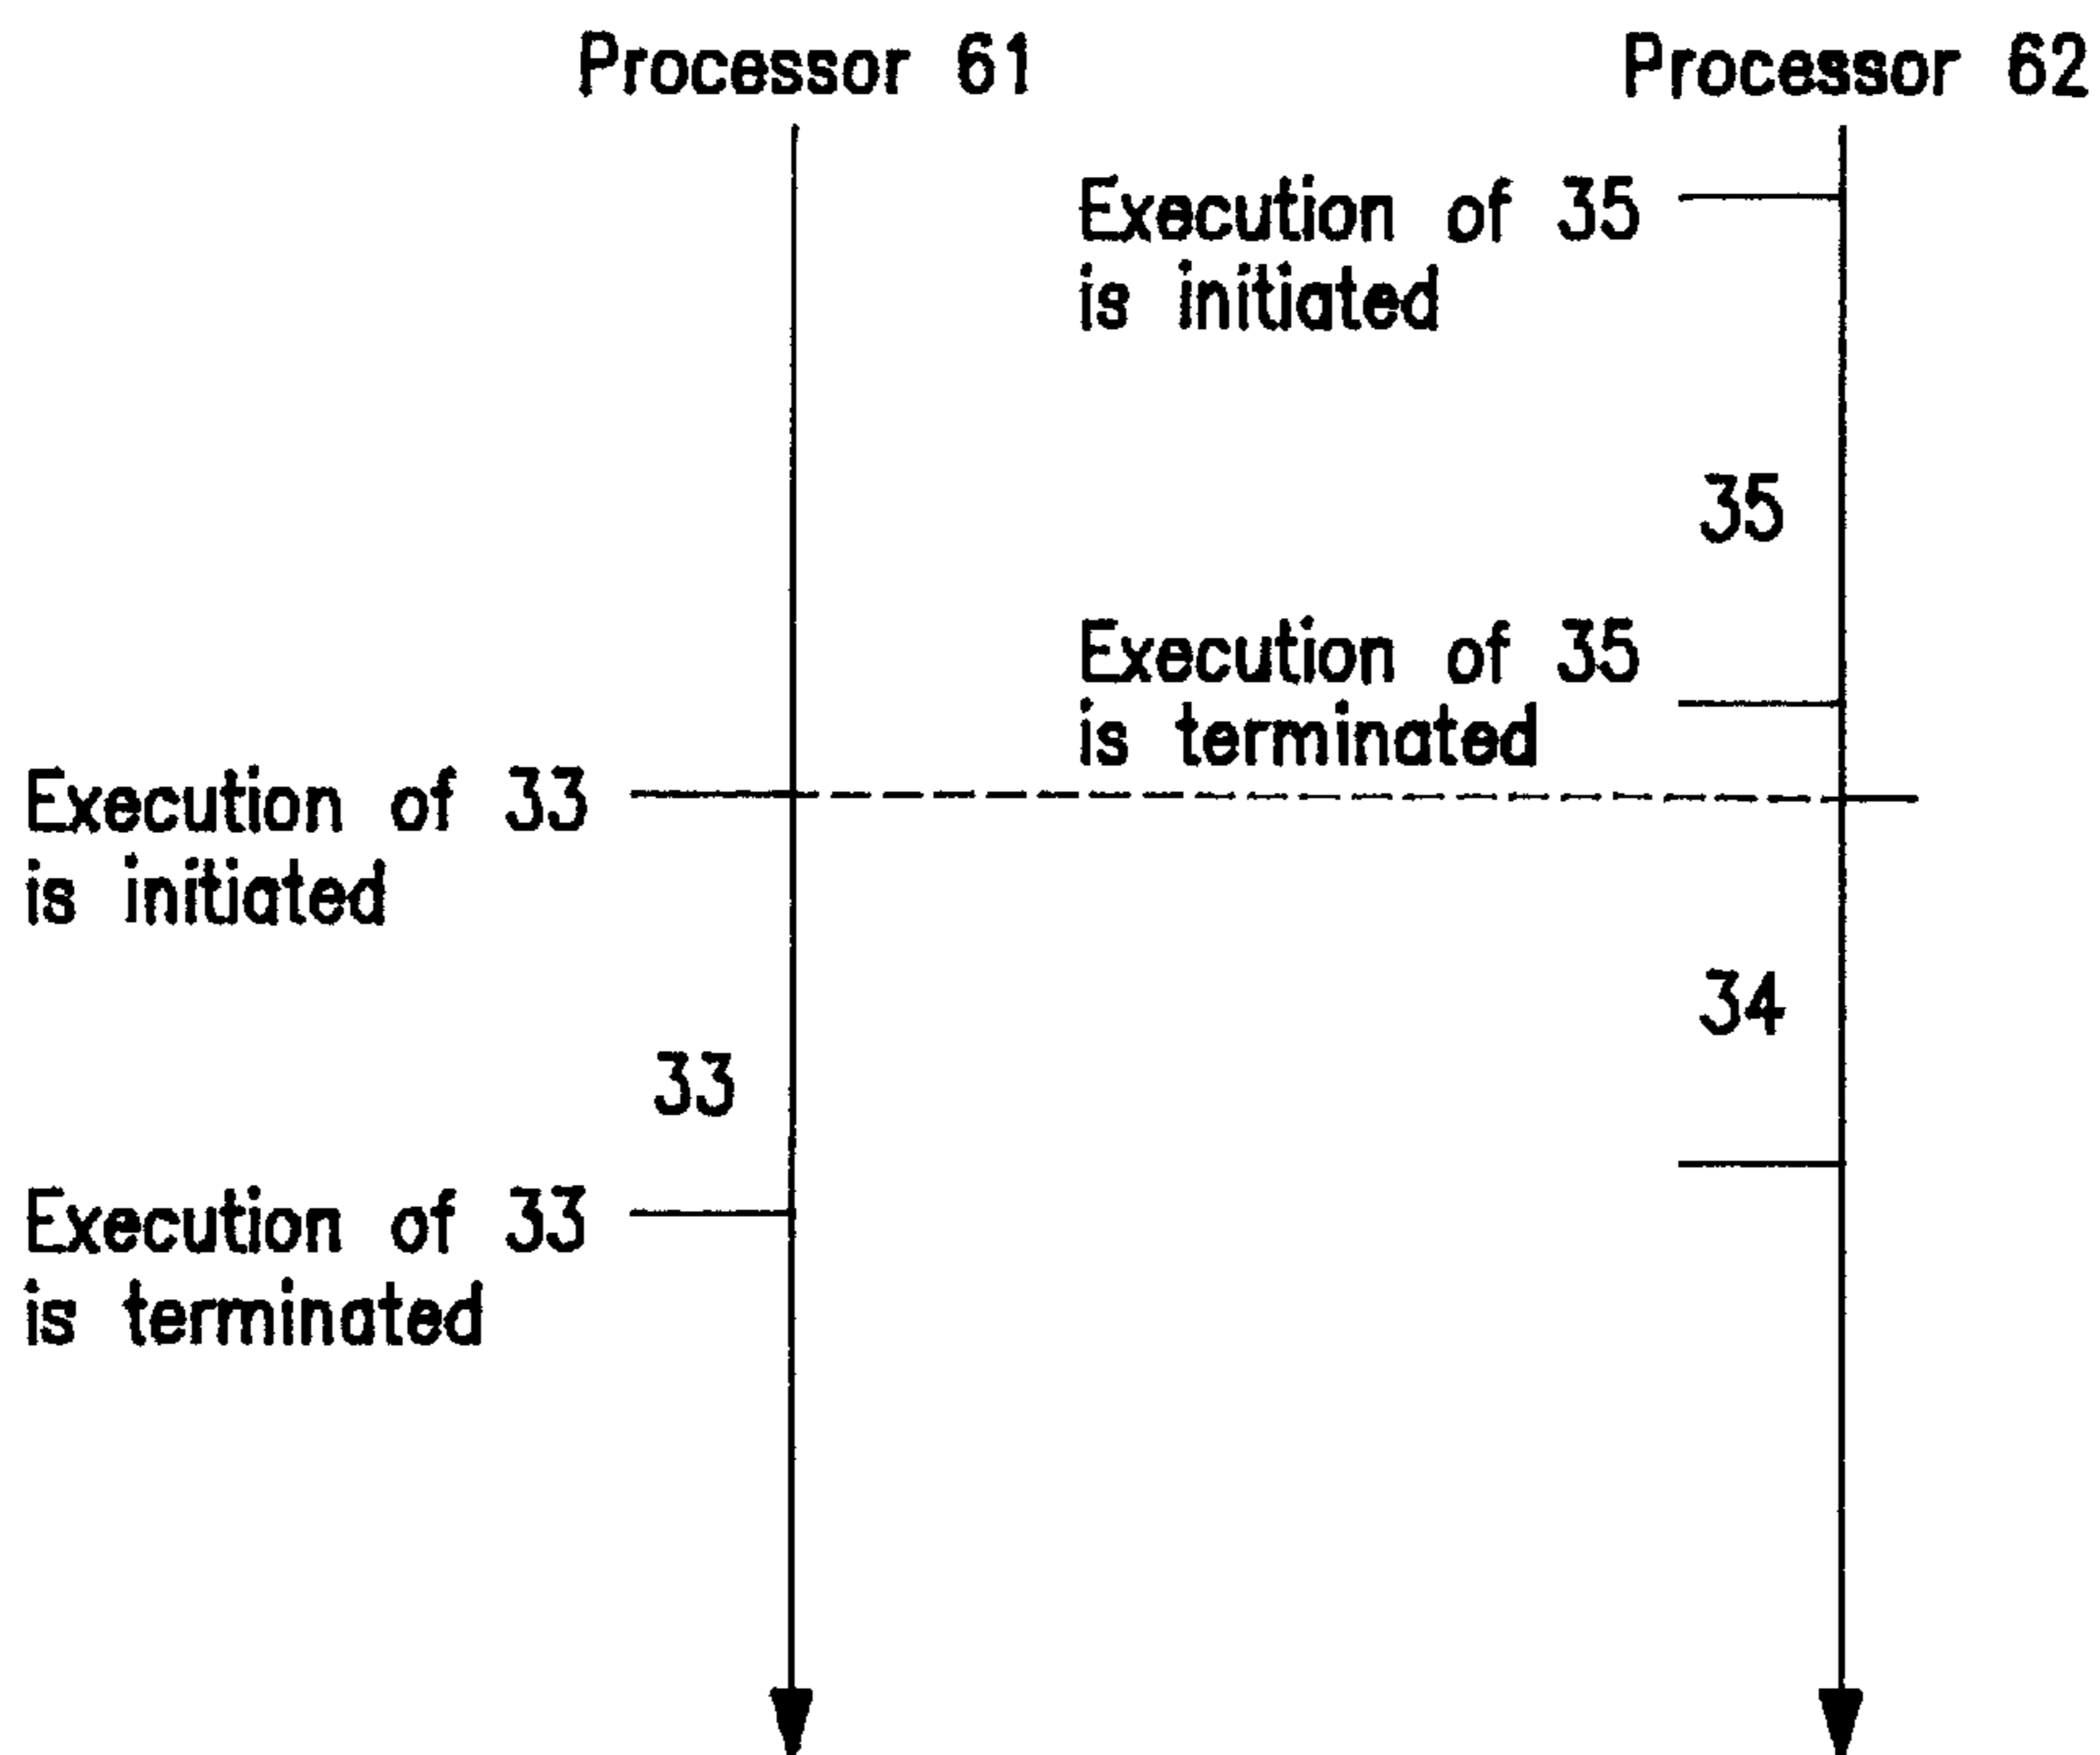 Processor 61
Processor 62
Execution of 35
is initiated
35
Execution of 35
is terminated
Execution of 33
is initiated
34
33
Execution of 33
is terminated